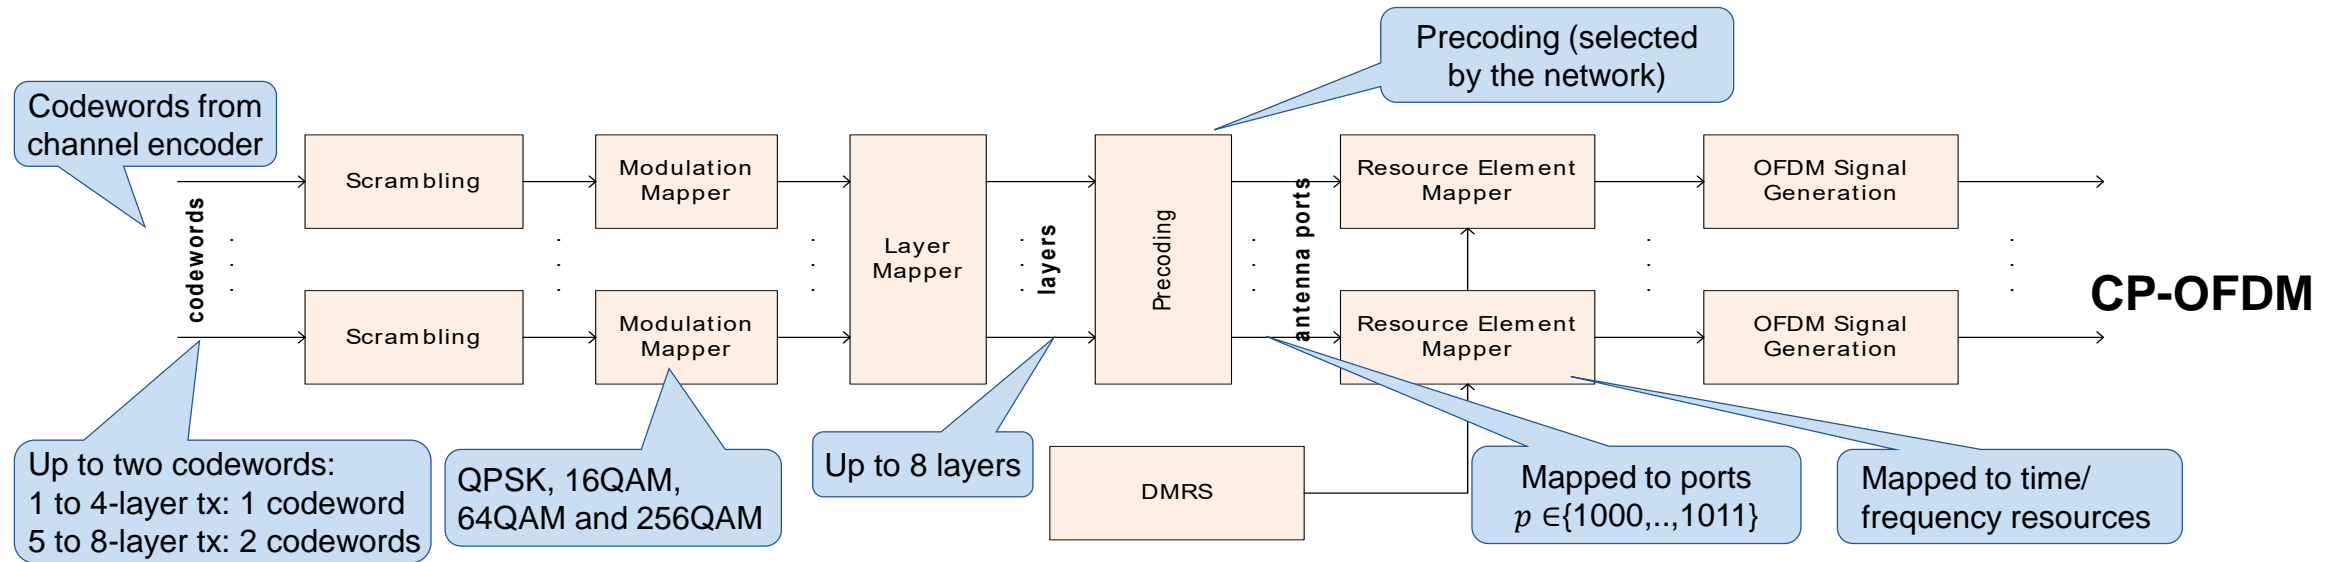 Precoding (selected
by the network)
Codewords from
channel encoder
Scrambling
Modulation
Mapper
Resource Element
Mapper
OFDM Signal
Generation
codewords
Layer
Mapper
layers
Precoding
antenna ports
CP-OFDM
Scrambling
Modulation
Mapper
Resource Element
Mapper
OFDM Signal
Generation
Up to two codewords:
1 to 4-layer tx: 1 codeword
5 to 8-layer tx: 2 codewords
QPSK, 16QAM,
64QAM and 256QAM
Up to 8 layers
DMRS
Mapped to ports
𝑝 ∈{1000,..,1011}
Mapped to time/
frequency resources